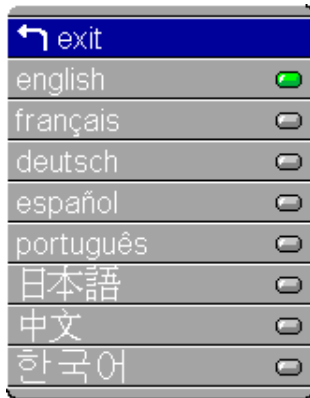 exit
english
français
deutsch
español
português
日本語
中文
한국어